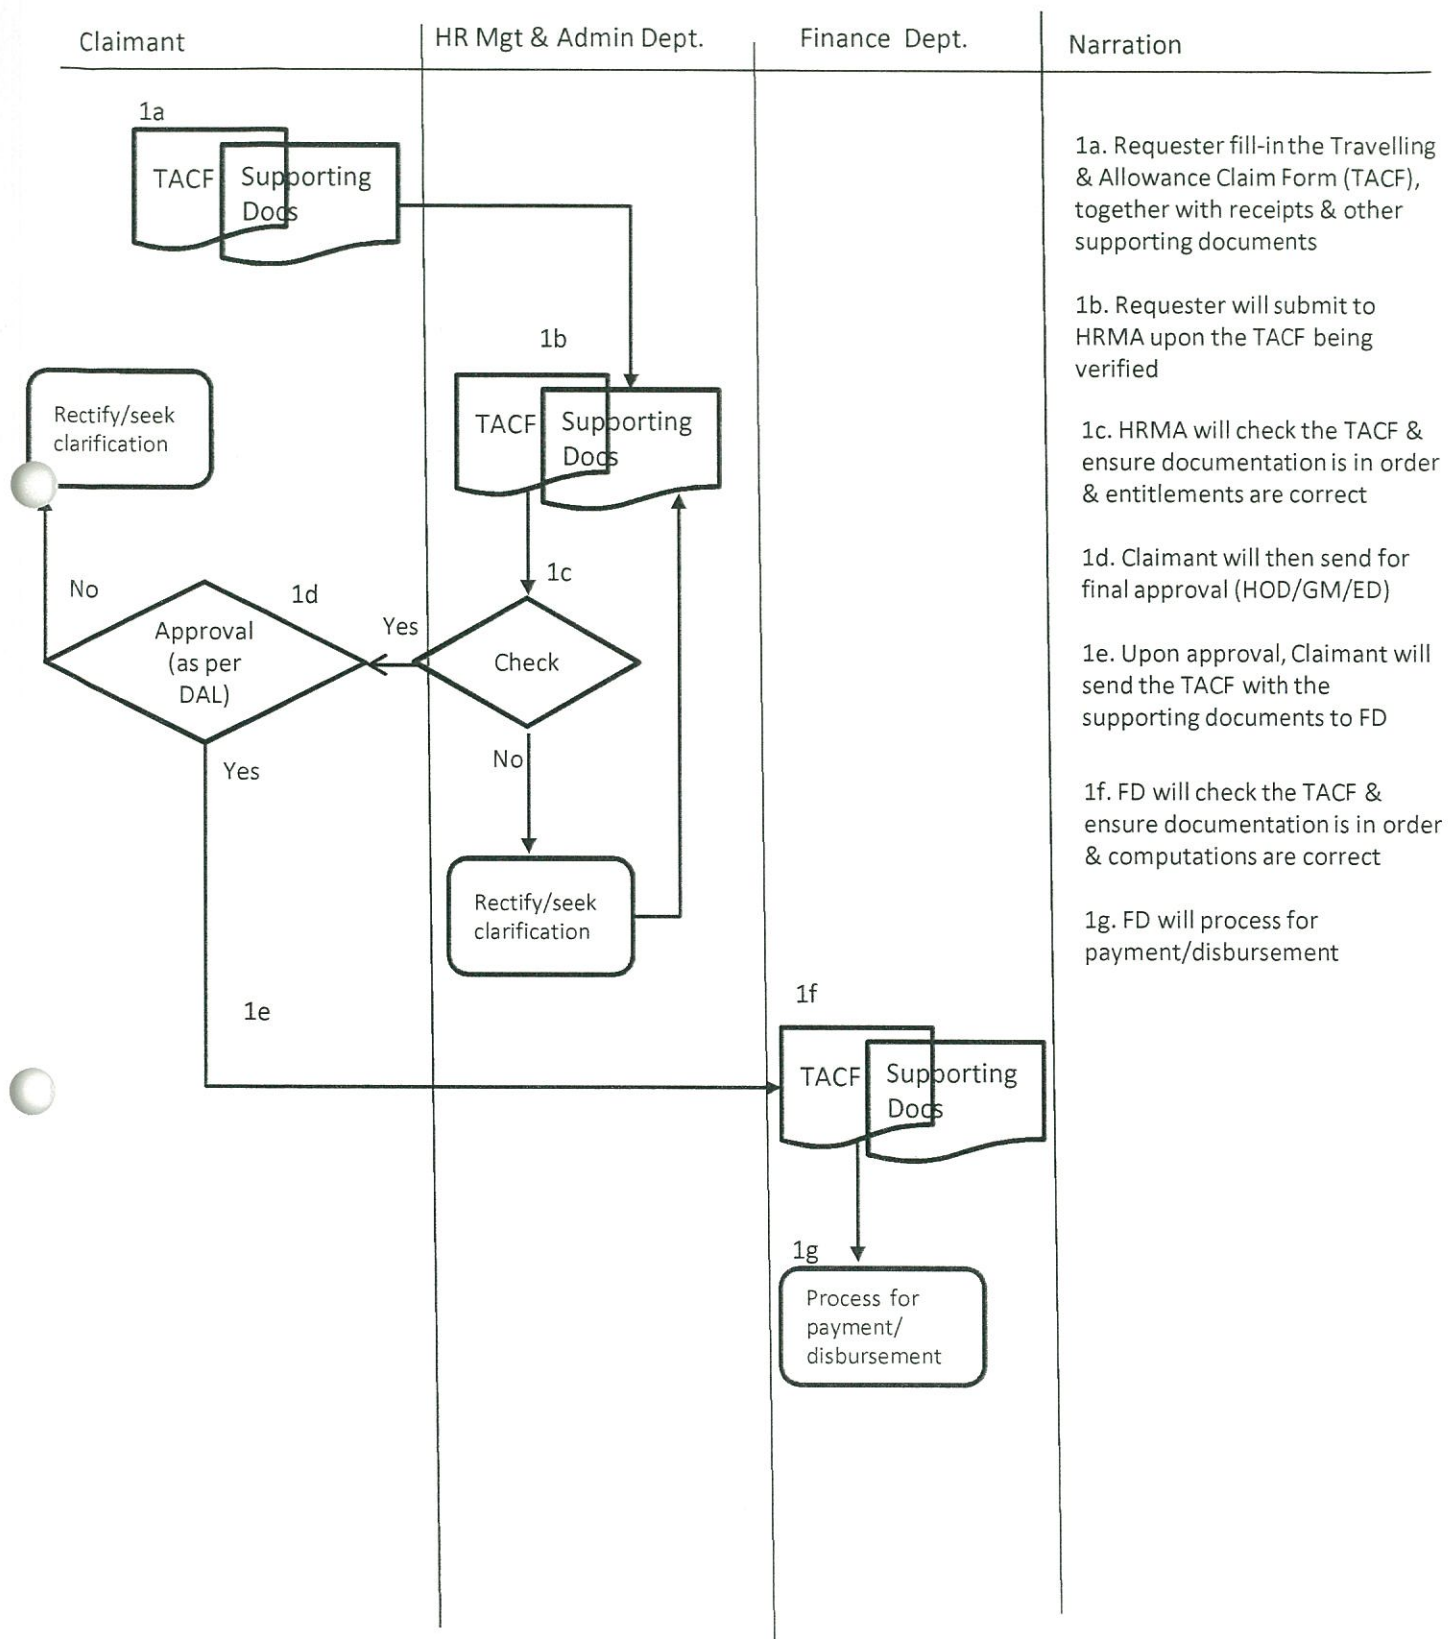 Claimant
HR Mgt & Admin Dept.
Finance Dept.
Narration
1a
TACF
Supporting
Docs
1b
TACF
Supporting
Docs
Rectify/seek
clarification
1c
Check
Yes
No
1d
Approval
(as per
DAL)
No
Yes
Rectify/seek
clarification
1e
1f
TACF
Supporting
Docs
1g
Process for
payment/
disbursement
1a. Requester fill-in the Travelling
& Allowance Claim Form (TACF),
together with receipts & other
supporting documents
1b. Requester will submit to
HRMA upon the TACF being
verified
1c. HRMA will check the TACF &
ensure documentation is in order
& entitlements are correct
1d. Claimant will then send for
final approval (HOD/GM/ED)
1e. Upon approval, Claimant will
send the TACF with the
supporting documents to FD
1f. FD will check the TACF &
ensure documentation is in order
& computations are correct
1g. FD will process for
payment/disbursement